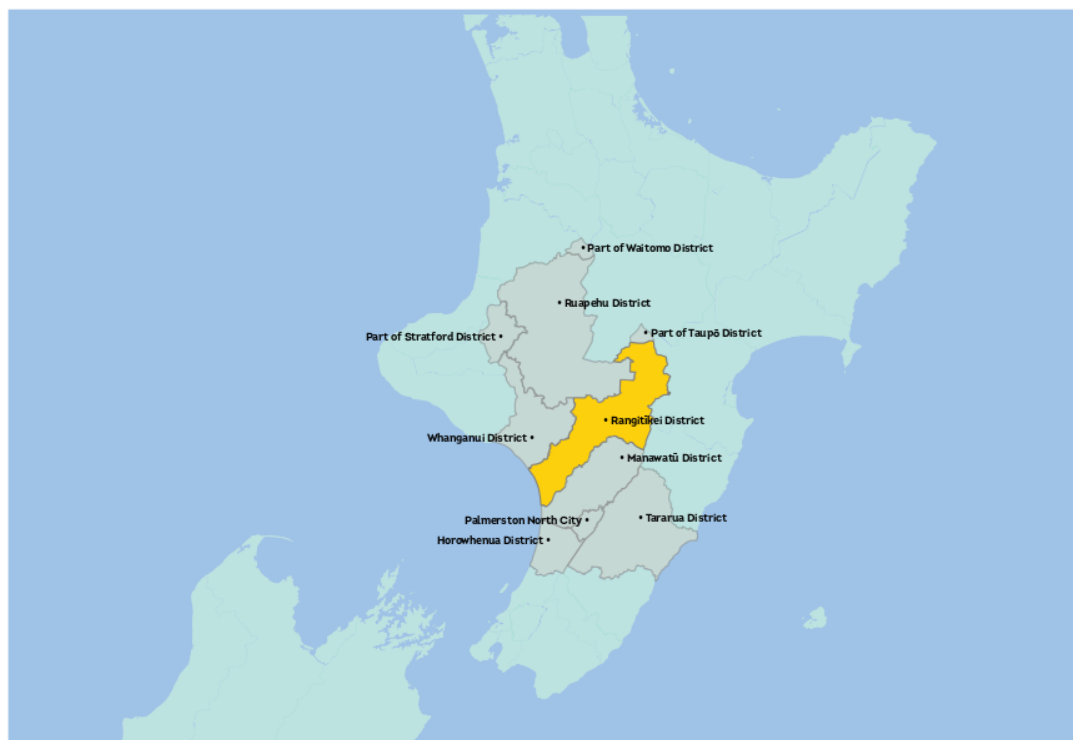 Part of Waitomo District
Ruapehu District
Part of Taupō District
Part of Stratford District
Rangitīkei District
Whanganui District
Manawatū District
Palmerston North City
Tararua District
Horowhenua District